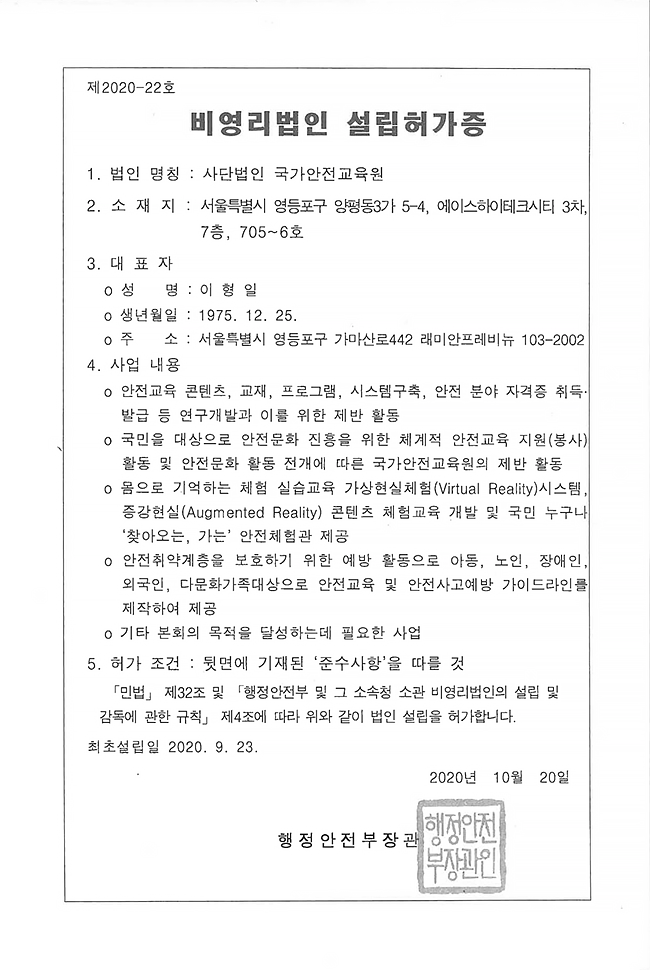 제2020-22호
비영리법인 설립허가증
1. 법인 명칭 : 사단법인 국가안전교육원
2. 소 재 지 : 서울특별시 영등포구 양평동3가 5-4, 에이스하이테크시티 3차,
7층, 705~6호
3. 대 표 자
o 성 명 : 이 형 일
o 생년월일 : 1975. 12. 25.
o 주 소 : 서울특별시 영등포구 가마산로442 래미안프레비뉴 103-2002
4. 사업 내용
o 안전교육 콘텐츠, 교재, 프로그램, 시스템구축, 안전 분야 자격증 취득·
발급 등 연구개발과 이를 위한 제반 활동
o 국민을 대상으로 안전문화 진흥을 위한 체계적 안전교육 지원(봉사)
활동 및 안전문화 활동 전개에 따른 국가안전교육원의 제반 활동
o 몸으로 기억하는 체험 실습교육 가상현실체험(Virtual Reality)시스템,
증강현실(Augmented Reality) 콘텐츠 체험교육 개발 및 국민 누구나
'찾아오는, 가는' 안전체험관 제공
o 안전취약계층을 보호하기 위한 예방 활동으로 아동, 노인, 장애인,
외국인, 다문화가족대상으로 안전교육 및 안전사고예방 가이드라인를
제작하여 제공
o 기타 본회의 목적을 달성하는데 필요한 사업
5. 허가 조건 : 뒷면에 기재된 '준수사항'을 따를 것
「민법」 제32조 및 「행정안전부 및 그 소속청 소관 비영리법인의 설립 및
감독에 관한 규칙」 제4조에 따라 위와 같이 법인 설립을 허가합니다.
최초설립일 2020. 9. 23.
2020년 10월 20일
행정안전부장관
행정안전
부장관인